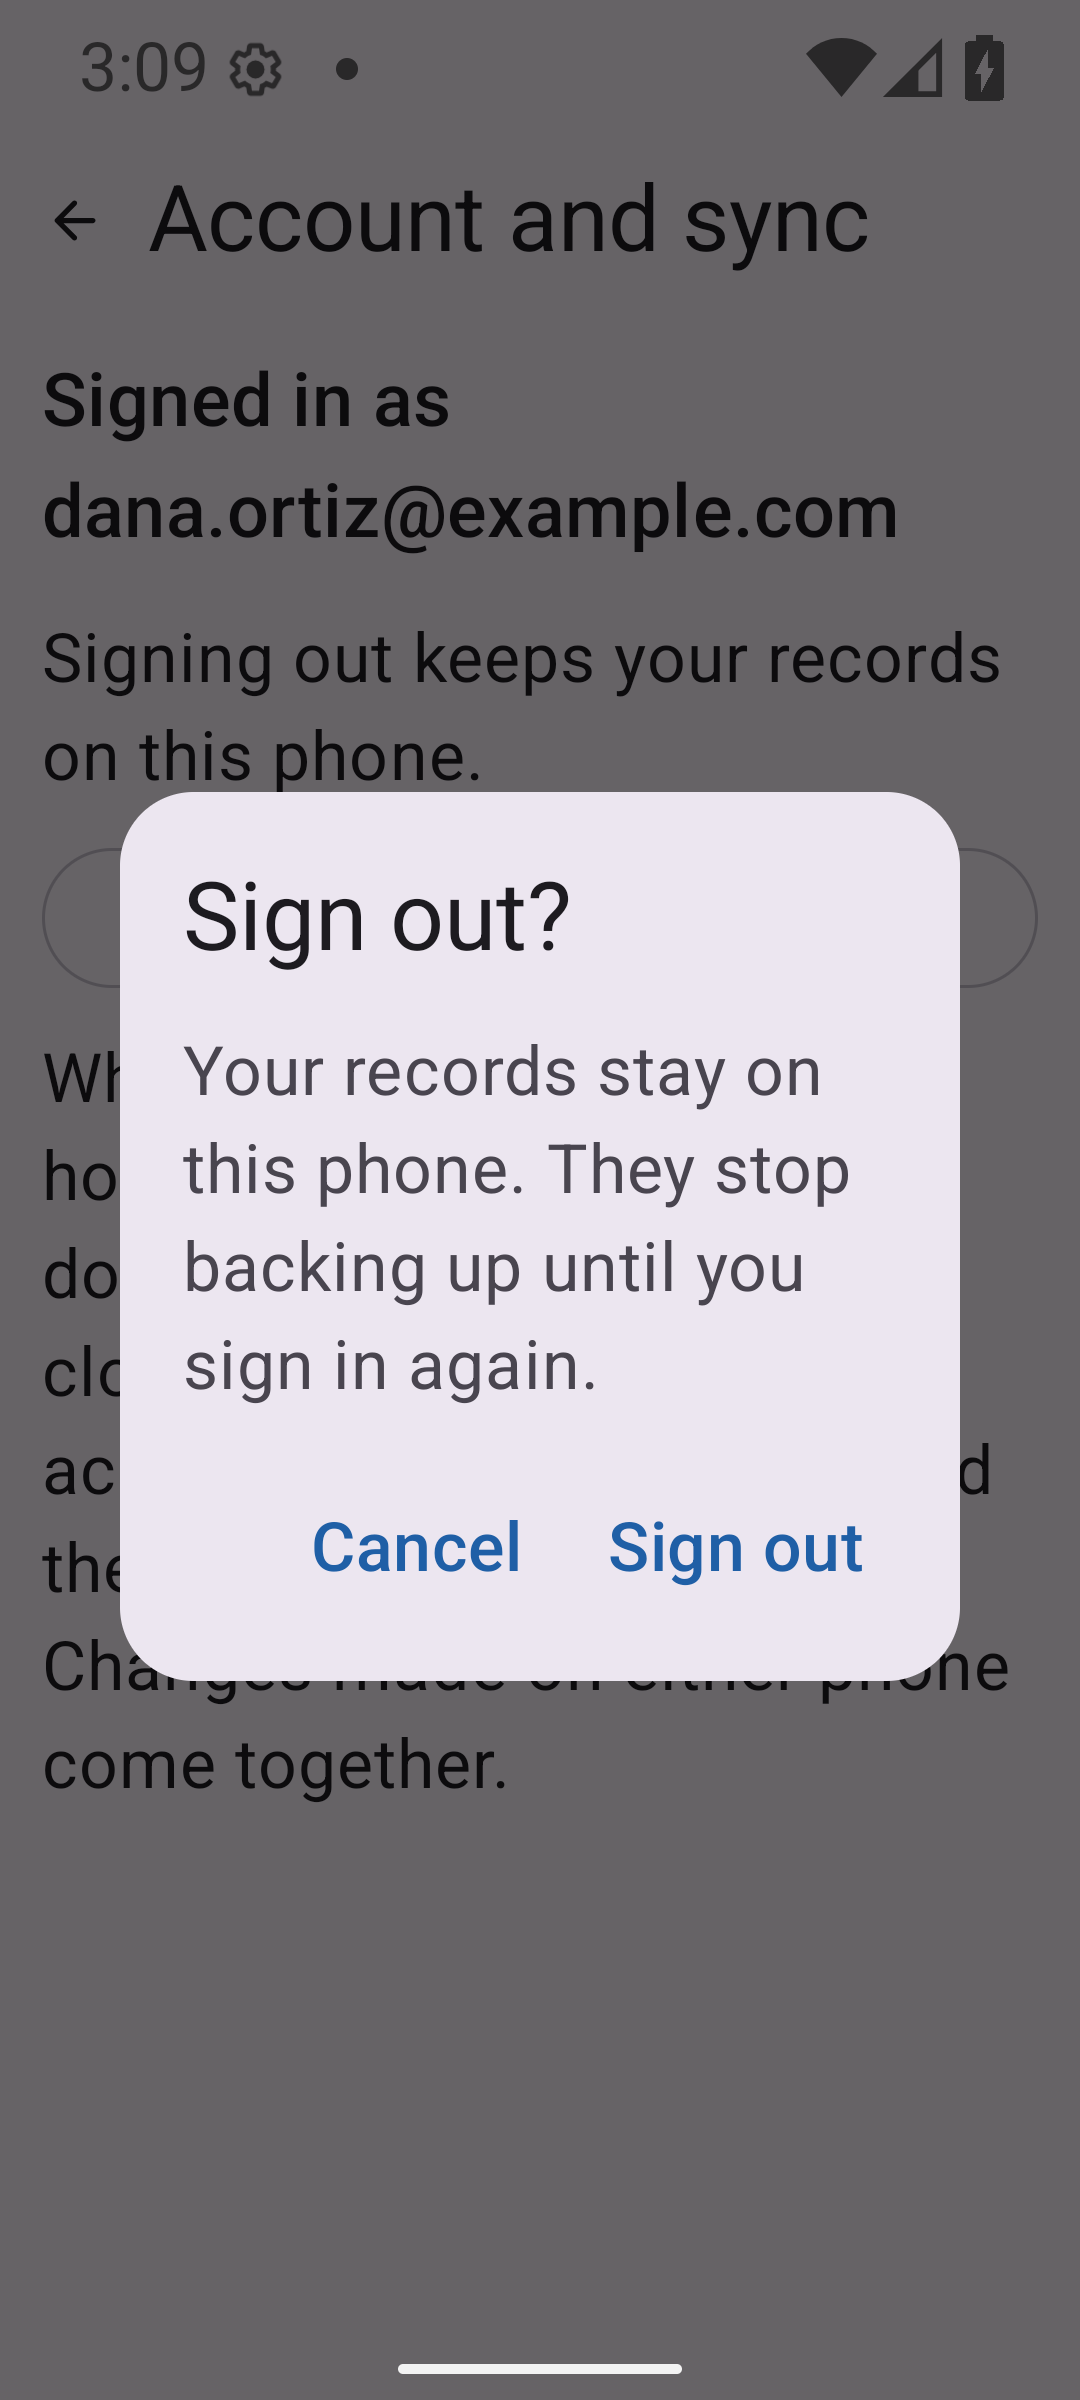 3:09
Account and sync
Signed in as
dana.ortiz@example.com
Signing out keeps your records
on this phone.
Sign out?
Your records stay on
this phone. They stop
backing up until you
sign in again.
Cancel Sign out
come together.